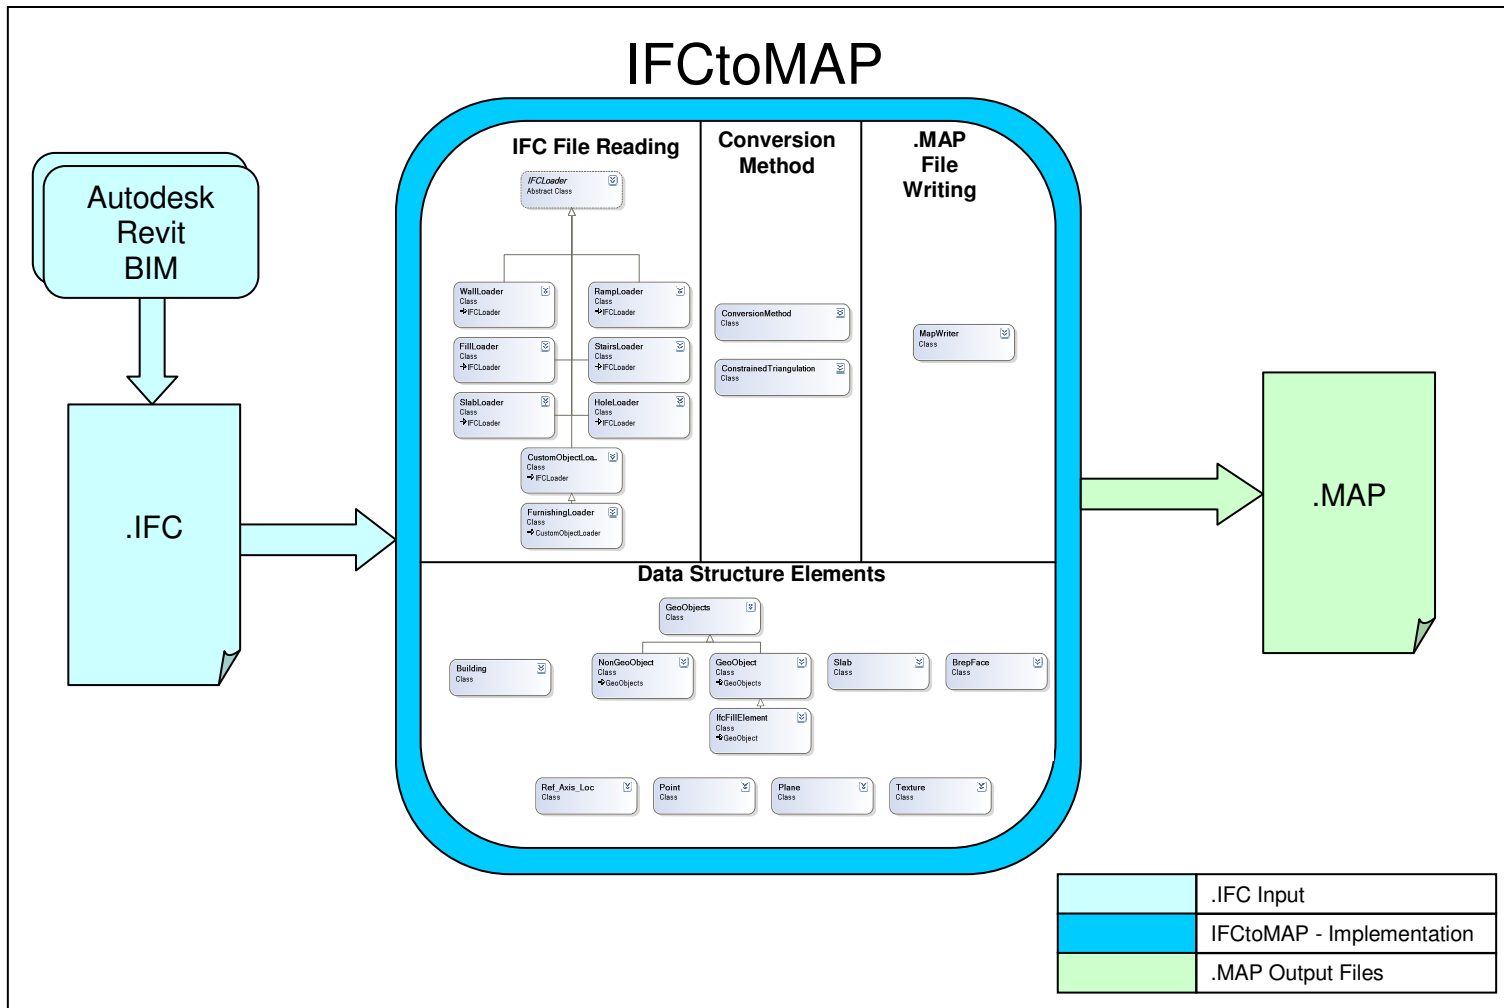 IFCtoMAP
Autodesk
Revit
BIM
.IFC
IFC File Reading
IFCLoader
Abstract Class
WallLoader
Class
IFCLoader
RampLoader
Class
IFCLoader
FillLoader
Class
IFCLoader
StairsLoader
Class
IFCLoader
SlabLoader
Class
IFCLoader
HoleLoader
Class
IFCLoader
CustomObjectLoa..
Class
IFCLoader
FurnishingLoader
Class
CustomObjectLoader
Conversion
Method
ConversionMethod
Class
ConstrainedTriangulation
Class
.MAP
File
Writing
MapWriter
Class
Data Structure Elements
GeoObjects
Class
Building
Class
NonGeoObject
Class
GeoObjects
GeoObject
Class
GeoObjects
Slab
Class
BrepFace
Class
IfcFillElement
Class
GeoObject
Ref_Axis_Loc
Class
Point
Class
Plane
Class
Texture
Class
.MAP
.IFC Input
IFCtoMAP - Implementation
.MAP Output Files